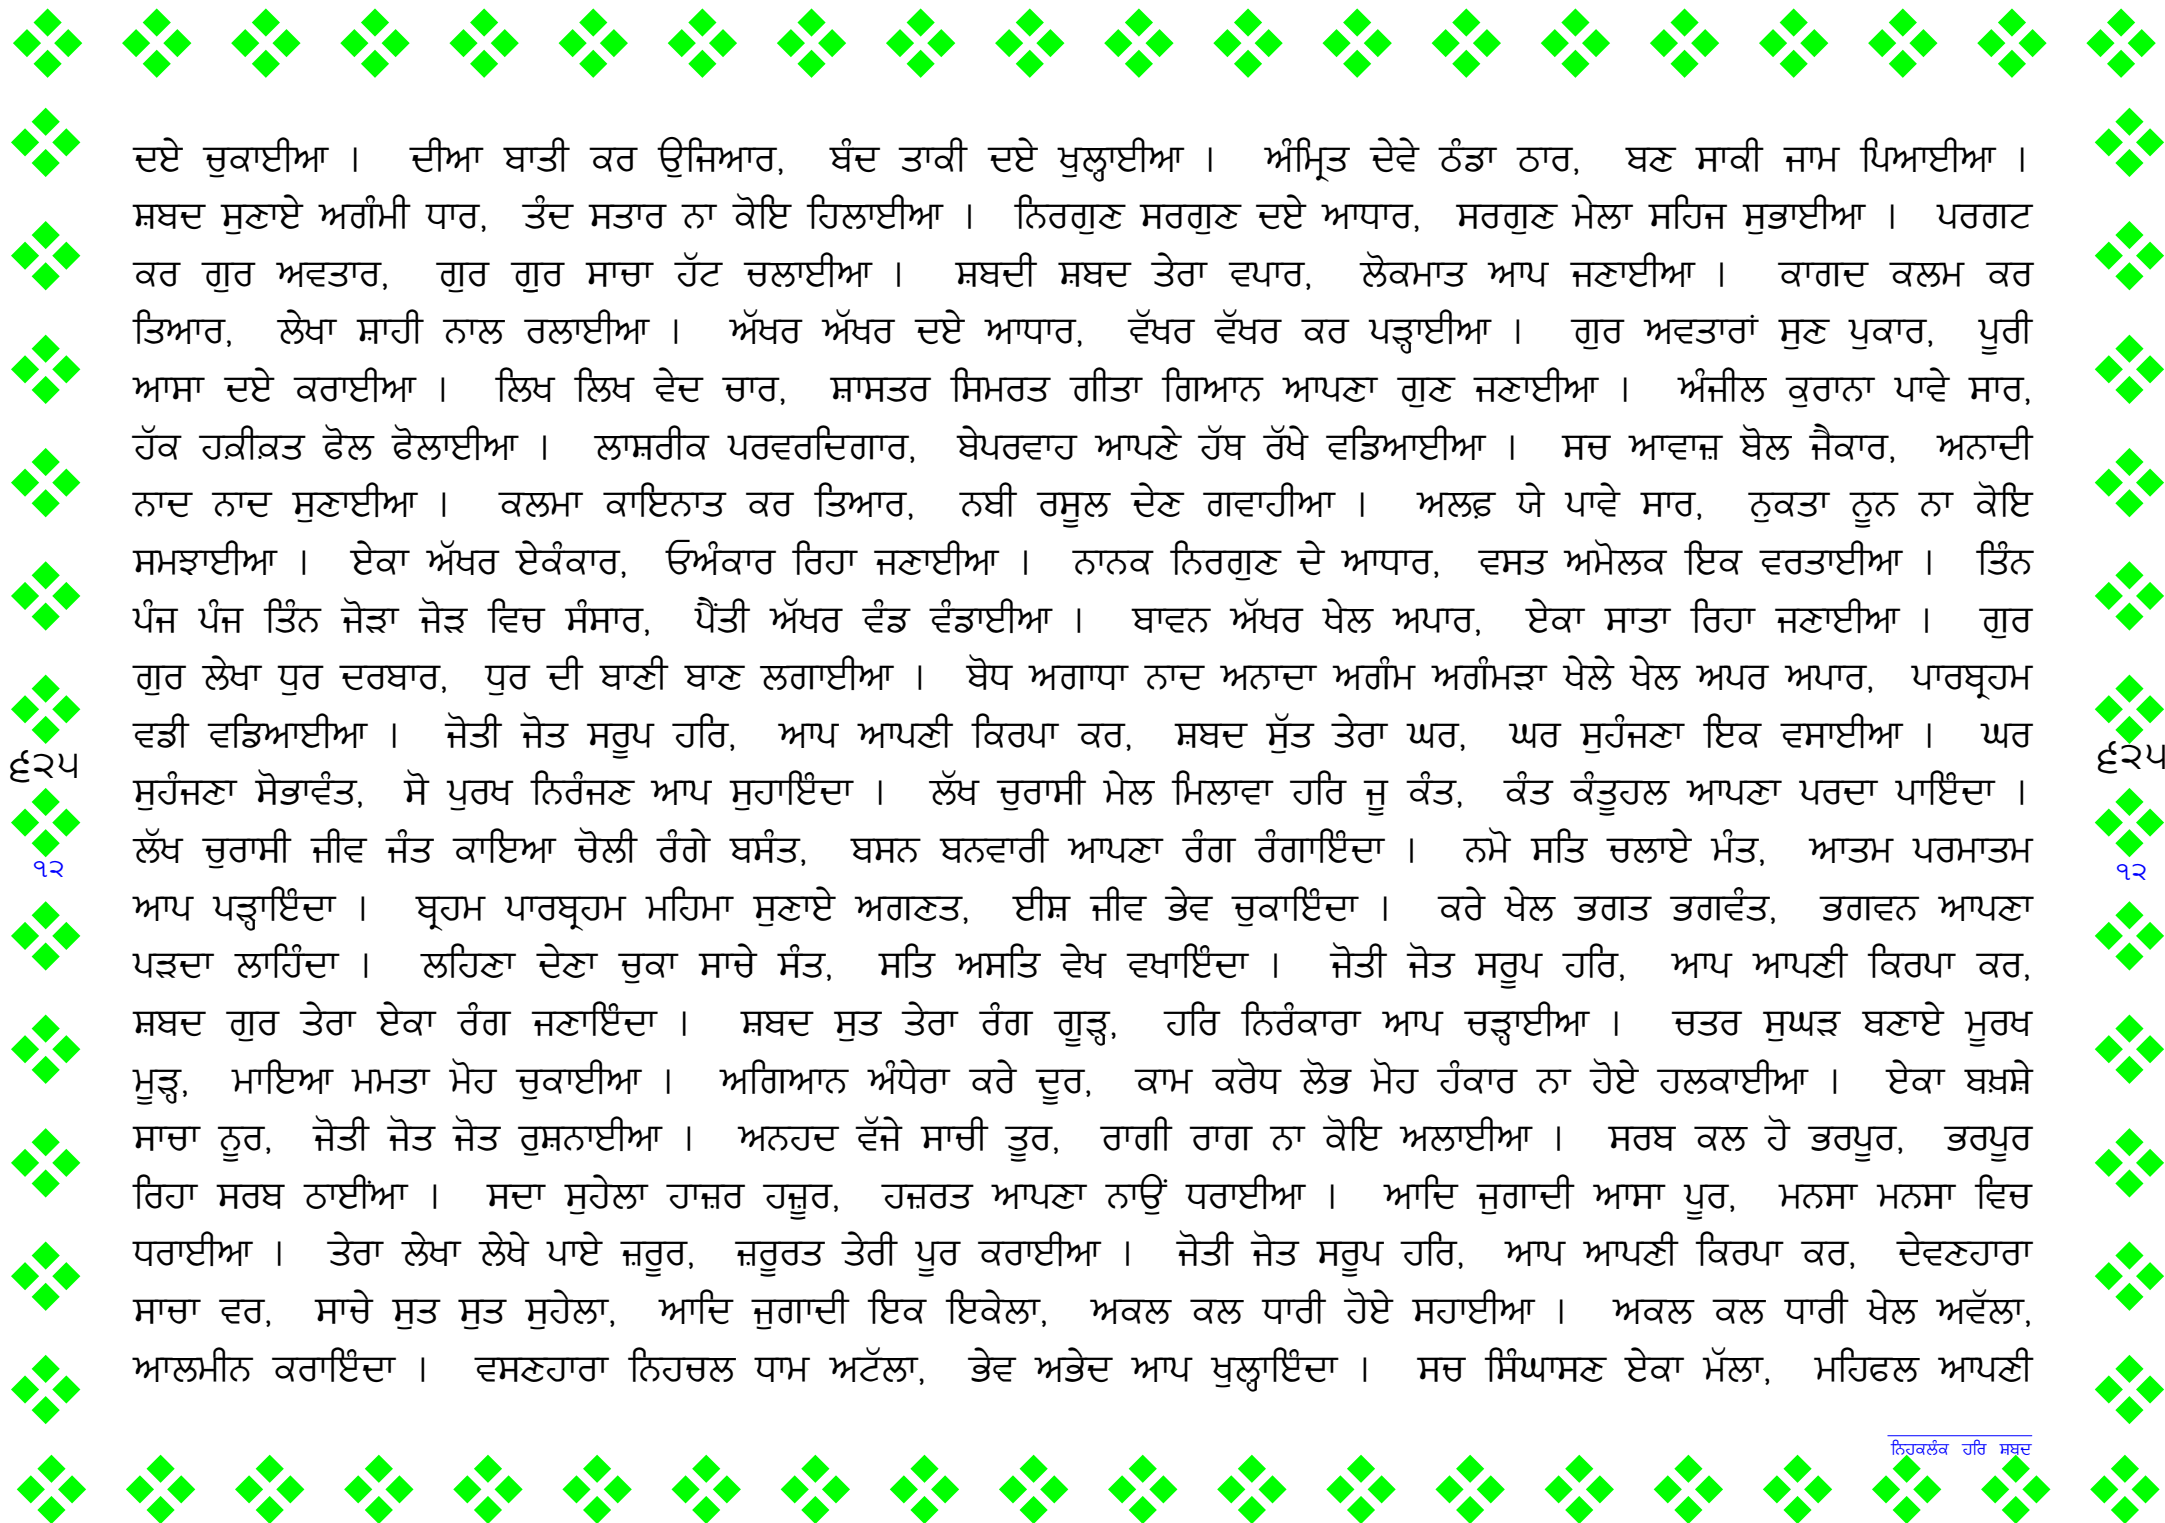 ਦਏ ਚੁਕਾਈਆ । ਦੀਆ ਬਾਤੀ ਕਰ ਉਜਿਆਰ, ਬੰਦ ਤਾਕੀ ਦਏ ਖੁਲ੍ਹਾਈਆ । ਅੰਮ੍ਰਿਤ ਦੇਵੇ ਠੰਡਾ ਠਾਰ, ਬਣ ਸਾਕੀ ਜਾਮ ਪਿਆਈਆ ।
ਸ਼ਬਦ ਸੁਣਾਏ ਅਗੰਮੀ ਧਾਰ, ਤੰਦ ਸਤਾਰ ਨਾ ਕੋਇ ਹਿਲਾਈਆ । ਨਿਰਗੁਣ ਸਰਗੁਣ ਦਏ ਆਧਾਰ, ਸਰਗੁਣ ਮੇਲਾ ਸਹਿਜ ਸੁਭਾਈਆ । ਪਰਗਟ
ਕਰ ਗੁਰ ਅਵਤਾਰ, ਗੁਰ ਗੁਰ ਸਾਚਾ ਹੱਟ ਚਲਾਈਆ । ਸ਼ਬਦੀ ਸ਼ਬਦ ਤੇਰਾ ਵਪਾਰ, ਲੋਕਮਾਤ ਆਪ ਜਣਾਈਆ । ਕਾਗਦ ਕਲਮ ਕਰ
ਤਿਆਰ, ਲੇਖਾ ਸ਼ਾਹੀ ਨਾਲ ਰਲਾਈਆ । ਅੱਖਰ ਅੱਖਰ ਦਏ ਆਧਾਰ, ਵੱਖਰ ਵੱਖਰ ਕਰ ਪੜ੍ਹਾਈਆ । ਗੁਰ ਅਵਤਾਰਾਂ ਸੁਣ ਪੁਕਾਰ, ਪੂਰੀ
ਆਸਾ ਦਏ ਕਰਾਈਆ । ਲਿਖ ਲਿਖ ਵੇਦ ਚਾਰ, ਸ਼ਾਸਤਰ ਸਿਮਰਤ ਗੀਤਾ ਗਿਆਨ ਆਪਣਾ ਗੁਣ ਜਣਾਈਆ । ਅੰਜੀਲ ਕੁਰਾਨਾ ਪਾਵੇ ਸਾਰ,
ਹੱਕ ਹਕ਼ੀਕ਼ਤ ਫੋਲ ਫੋਲਾਈਆ । ਲਾਸ਼ਰੀਕ ਪਰਵਰਦਿਗਾਰ, ਬੇਪਰਵਾਹ ਆਪਣੇ ਹੱਥ ਰੱਖੇ ਵਡਿਆਈਆ । ਸਚ ਆਵਾਜ਼ ਬੋਲ ਜੈਕਾਰ, ਅਨਾਦੀ
ਨਾਦ ਨਾਦ ਸੁਣਾਈਆ । ਕਲਮਾ ਕਾਇਨਾਤ ਕਰ ਤਿਆਰ, ਨਬੀ ਰਸੂਲ ਦੇਣ ਗਵਾਹੀਆ । ਅਲਫ਼ ਯੇ ਪਾਵੇ ਸਾਰ, ਨੁਕਤਾ ਨੂਨ ਨਾ ਕੋਇ
ਸਮਝਾਈਆ । ਏਕਾ ਅੱਖਰ ਏਕੰਕਾਰ, ਓਅੰਕਾਰ ਰਿਹਾ ਜਣਾਈਆ । ਨਾਨਕ ਨਿਰਗੁਣ ਦੇ ਆਧਾਰ, ਵਸਤ ਅਮੋਲਕ ਇਕ ਵਰਤਾਈਆ । ਤਿੰਨ
ਪੰਜ ਪੰਜ ਤਿੰਨ ਜੋੜਾ ਜੋੜ ਵਿਚ ਸੰਸਾਰ, ਪੈਂਤੀ ਅੱਖਰ ਵੰਡ ਵੰਡਾਈਆ । ਬਾਵਨ ਅੱਖਰ ਖੇਲ ਅਪਾਰ, ਏਕਾ ਸਾਤਾ ਰਿਹਾ ਜਣਾਈਆ । ਗੁਰ
ਗੁਰ ਲੇਖਾ ਧੁਰ ਦਰਬਾਰ, ਧੁਰ ਦੀ ਬਾਣੀ ਬਾਣ ਲਗਾਈਆ । ਬੋਧ ਅਗਾਧਾ ਨਾਦ ਅਨਾਦਾ ਅਗੰਮ ਅਗੰਮੜਾ ਖੇਲੇ ਖੇਲ ਅਪਰ ਅਪਾਰ, ਪਾਰਬ੍ਰਹਮ
ਵਡੀ ਵਡਿਆਈਆ । ਜੋਤੀ ਜੋਤ ਸਰੂਪ ਹਰਿ, ਆਪ ਆਪਣੀ ਕਿਰਪਾ ਕਰ, ਸ਼ਬਦ ਸੁੱਤ ਤੇਰਾ ਘਰ, ਘਰ ਸੁਹੰਜਣਾ ਇਕ ਵਸਾਈਆ । ਘਰ
ਸੁਹੰਜਣਾ ਸੋਭਾਵੰਤ, ਸੋ ਪੁਰਖ ਨਿਰੰਜਣ ਆਪ ਸੁਹਾਇੰਦਾ । ਲੱਖ ਚੁਰਾਸੀ ਮੇਲ ਮਿਲਾਵਾ ਹਰਿ ਜੂ ਕੰਤ, ਕੰਤ ਕੰਤੂਹਲ ਆਪਣਾ ਪਰਦਾ ਪਾਇੰਦਾ ।
ਲੱਖ ਚੁਰਾਸੀ ਜੀਵ ਜੰਤ ਕਾਇਆ ਚੋਲੀ ਰੰਗੇ ਬਸੰਤ, ਬਸਨ ਬਨਵਾਰੀ ਆਪਣਾ ਰੰਗ ਰੰਗਾਇੰਦਾ । ਨਮੋ ਸਤਿ ਚਲਾਏ ਮੰਤ, ਆਤਮ ਪਰਮਾਤਮ
ਆਪ ਪੜ੍ਹਾਇੰਦਾ । ਬ੍ਰਹਮ ਪਾਰਬ੍ਰਹਮ ਮਹਿਮਾ ਸੁਣਾਏ ਅਗਣਤ, ਈਸ਼ ਜੀਵ ਭੇਵ ਚੁਕਾਇੰਦਾ । ਕਰੇ ਖੇਲ ਭਗਤ ਭਗਵੰਤ, ਭਗਵਨ ਆਪਣਾ
ਪੜਦਾ ਲਾਹਿੰਦਾ । ਲਹਿਣਾ ਦੇਣਾ ਚੁਕਾ ਸਾਚੇ ਸੰਤ, ਸਤਿ ਅਸਤਿ ਵੇਖ ਵਖਾਇੰਦਾ । ਜੋਤੀ ਜੋਤ ਸਰੂਪ ਹਰਿ, ਆਪ ਆਪਣੀ ਕਿਰਪਾ ਕਰ,
ਸ਼ਬਦ ਗੁਰ ਤੇਰਾ ਏਕਾ ਰੰਗ ਜਣਾਇੰਦਾ । ਸ਼ਬਦ ਸੁਤ ਤੇਰਾ ਰੰਗ ਗੂੜ੍ਹ, ਹਰਿ ਨਿਰੰਕਾਰਾ ਆਪ ਚੜ੍ਹਾਈਆ । ਚਤਰ ਸੁਘੜ ਬਣਾਏ ਮੂਰਖ
ਮੂੜ੍ਹ, ਮਾਇਆ ਮਮਤਾ ਮੋਹ ਚੁਕਾਈਆ । ਅਗਿਆਨ ਅੰਧੇਰਾ ਕਰੇ ਦੂਰ, ਕਾਮ ਕਰੋਧ ਲੋਭ ਮੋਹ ਹੰਕਾਰ ਨਾ ਹੋਏ ਹਲਕਾਈਆ । ਏਕਾ ਬਖ਼ਸ਼ੇ
ਸਾਚਾ ਨੂਰ, ਜੋਤੀ ਜੋਤ ਜੋਤ ਰੁਸ਼ਨਾਈਆ । ਅਨਹਦ ਵੱਜੇ ਸਾਚੀ ਤੂਰ, ਰਾਗੀ ਰਾਗ ਨਾ ਕੋਇ ਅਲਾਈਆ । ਸਰਬ ਕਲ ਹੋ ਭਰਪੂਰ, ਭਰਪੂਰ
ਰਿਹਾ ਸਰਬ ਠਾਈਂਆ । ਸਦਾ ਸੁਹੇਲਾ ਹਾਜ਼ਰ ਹਜ਼ੂਰ, ਹਜ਼ਰਤ ਆਪਣਾ ਨਾਉਂ ਧਰਾਈਆ । ਆਦਿ ਜੁਗਾਦੀ ਆਸਾ ਪੂਰ, ਮਨਸਾ ਮਨਸਾ ਵਿਚ
ਧਰਾਈਆ । ਤੇਰਾ ਲੇਖਾ ਲੇਖੇ ਪਾਏ ਜ਼ਰੂਰ, ਜ਼ਰੂਰਤ ਤੇਰੀ ਪੂਰ ਕਰਾਈਆ । ਜੋਤੀ ਜੋਤ ਸਰੂਪ ਹਰਿ, ਆਪ ਆਪਣੀ ਕਿਰਪਾ ਕਰ, ਦੇਵਣਹਾਰਾ
ਸਾਚਾ ਵਰ, ਸਾਚੇ ਸੁਤ ਸੁਤ ਸੁਹੇਲਾ, ਆਦਿ ਜੁਗਾਦੀ ਇਕ ਇਕੇਲਾ, ਅਕਲ ਕਲ ਧਾਰੀ ਹੋਏ ਸਹਾਈਆ । ਅਕਲ ਕਲ ਧਾਰੀ ਖੇਲ ਅਵੱਲਾ,
ਆਲਮੀਨ ਕਰਾਇੰਦਾ । ਵਸਣਹਾਰਾ ਨਿਹਚਲ ਧਾਮ ਅਟੱਲਾ, ਭੇਵ ਅਭੇਦ ਆਪ ਖੁਲ੍ਹਾਇੰਦਾ । ਸਚ ਸਿੰਘਾਸਣ ਏਕਾ ਮੱਲਾ, ਮਹਿਫਲ ਆਪਣੀ
੬੨੫
੬੨੫
੧੨
੧੨
ਨਿਹਕਲੰਕ ਹਰਿ ਸ਼ਬਦ